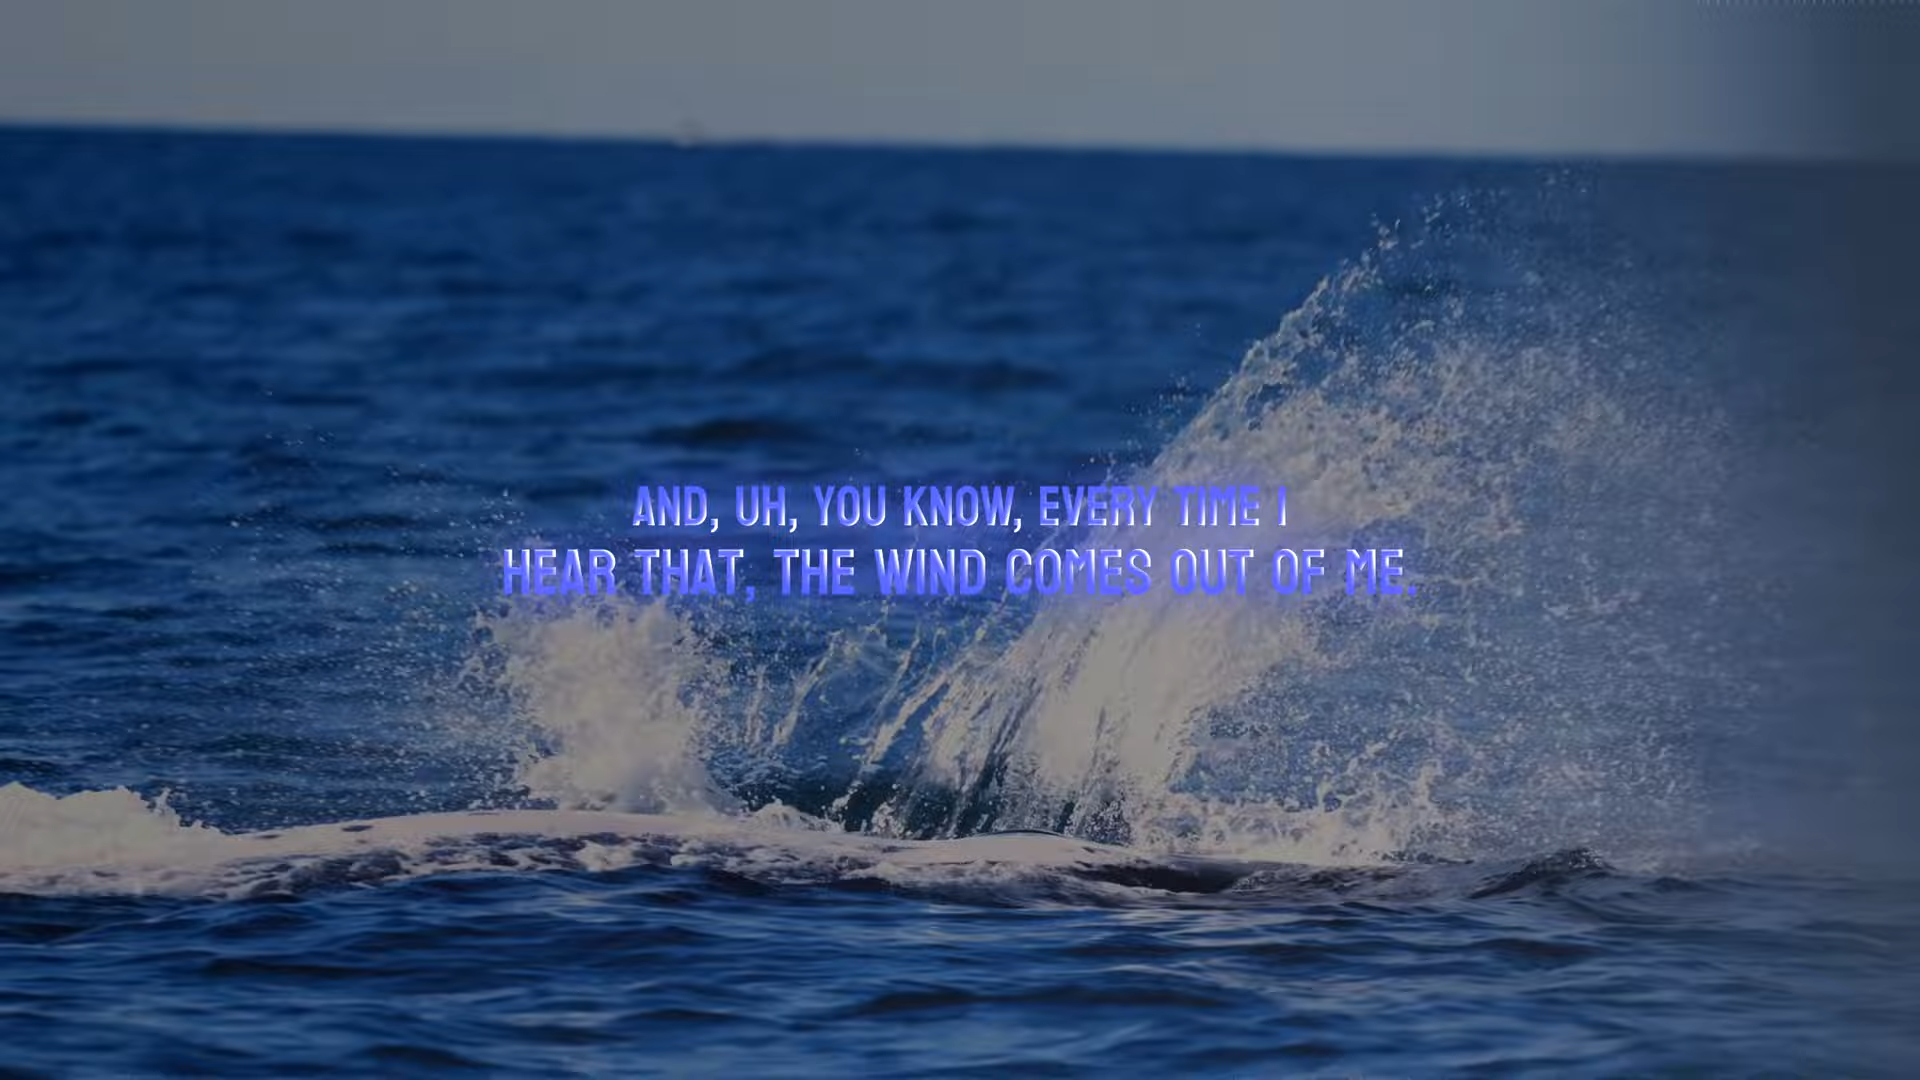 AND, UH, YOU KNOW, EVERY TIME I
HEAR THAT, THE WIND COMES OUT OF ME.